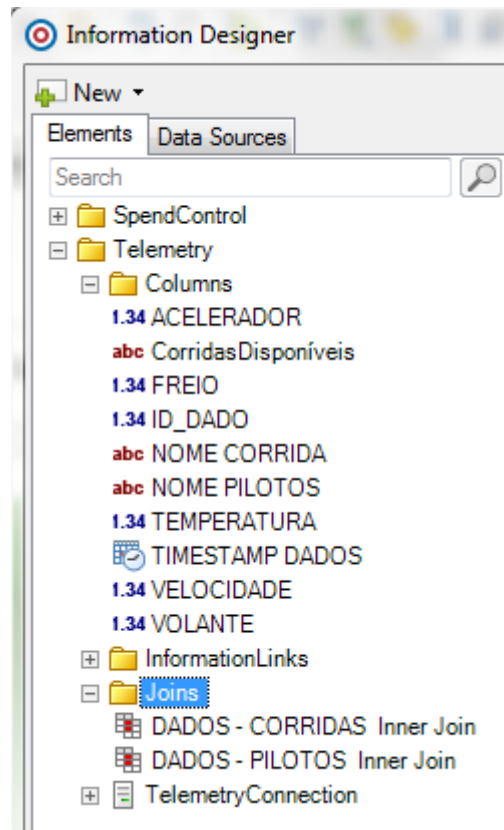 Information Designer
New
Elements Data Sources
Search
SpendControl
Telemetry
Columns
1.34 ACELERADOR
abc CorridasDisponíveis
1.34 FREIO
1.34 ID_DADO
abc NOME CORRIDA
abc NOME PILOTOS
1.34 TEMPERATURA
TIMESTAMP DADOS
1.34 VELOCIDADE
1.34 VOLANTE
InformationLinks
Joins
DADOS - CORRIDAS Inner Join
DADOS - PILOTOS Inner Join
TelemetryConnection